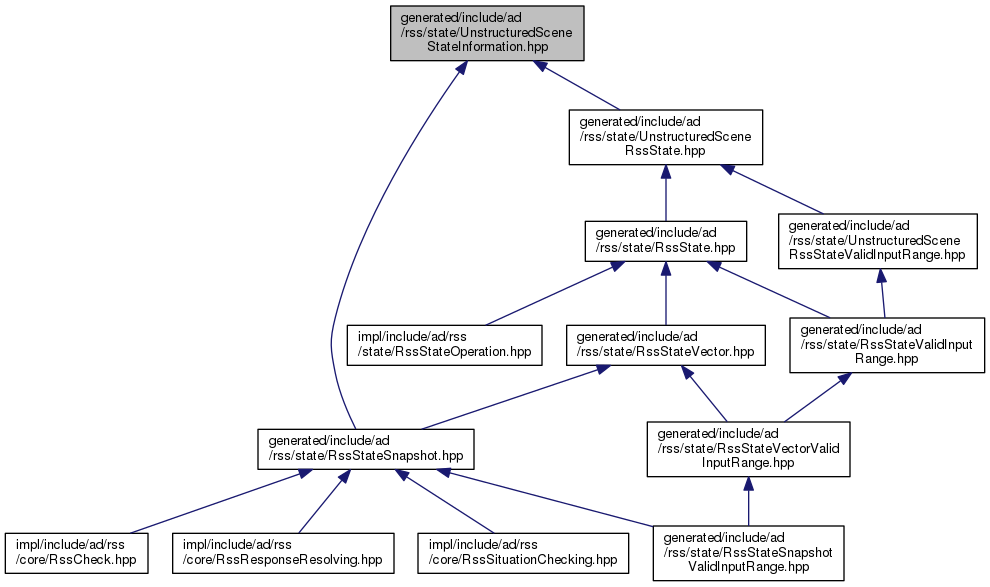 generated/include/ad
/rss/state/UnstructuredScene
StateInformation.hpp
generated/include/ad
/rss/state/UnstructuredScene
RssState.hpp
generated/include/ad
/rss/state/RssState.hpp
generated/include/ad
/rss/state/UnstructuredScene
RssStateValidInputRange.hpp
impl/include/ad/rss
/state/RssStateOperation.hpp
generated/include/ad
/rss/state/RssStateVector.hpp
generated/include/ad
/rss/state/RssStateValidInput
Range.hpp
generated/include/ad
/rss/state/RssStateSnapshot.hpp
generated/include/ad
/rss/state/RssStateVectorValid
InputRange.hpp
impl/include/ad/rss
/core/RssCheck.hpp
impl/include/ad/rss
/core/RssResponseResolving.hpp
impl/include/ad/rss
/core/RssSituationChecking.hpp
generated/include/ad
/rss/state/RssStateSnapshot
ValidInputRange.hpp